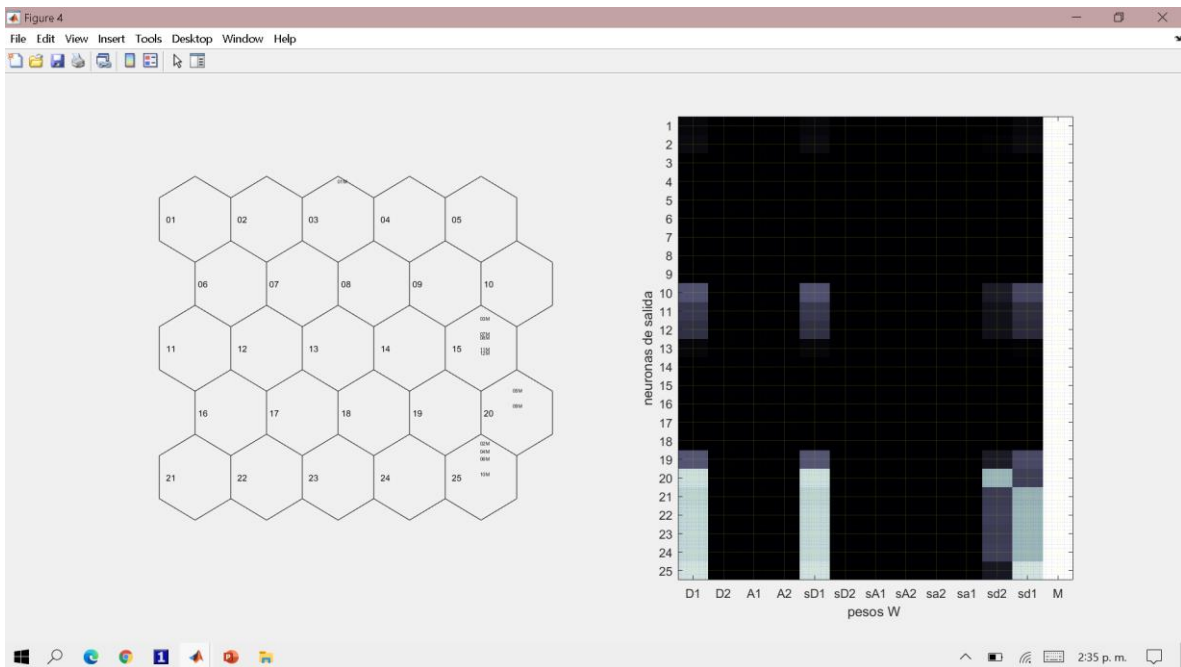 Figure 4
File Edit View Insert Tools Desktop Window Help
01 02 03 04 05
06 07 08 09 10
11 12 13 14 15
16 17 18 19 20
21 22 23 24 25
neuronas de salida
1
2
3
4
5
6
7
8
9
10
11
12
13
14
15
16
17
18
19
20
21
22
23
24
25
D1 D2 A1 A2 sD1 sD2 sA1 sA2 sa2 sa1 sd2 sd1 M
pesos W
1
2:35 p. m.